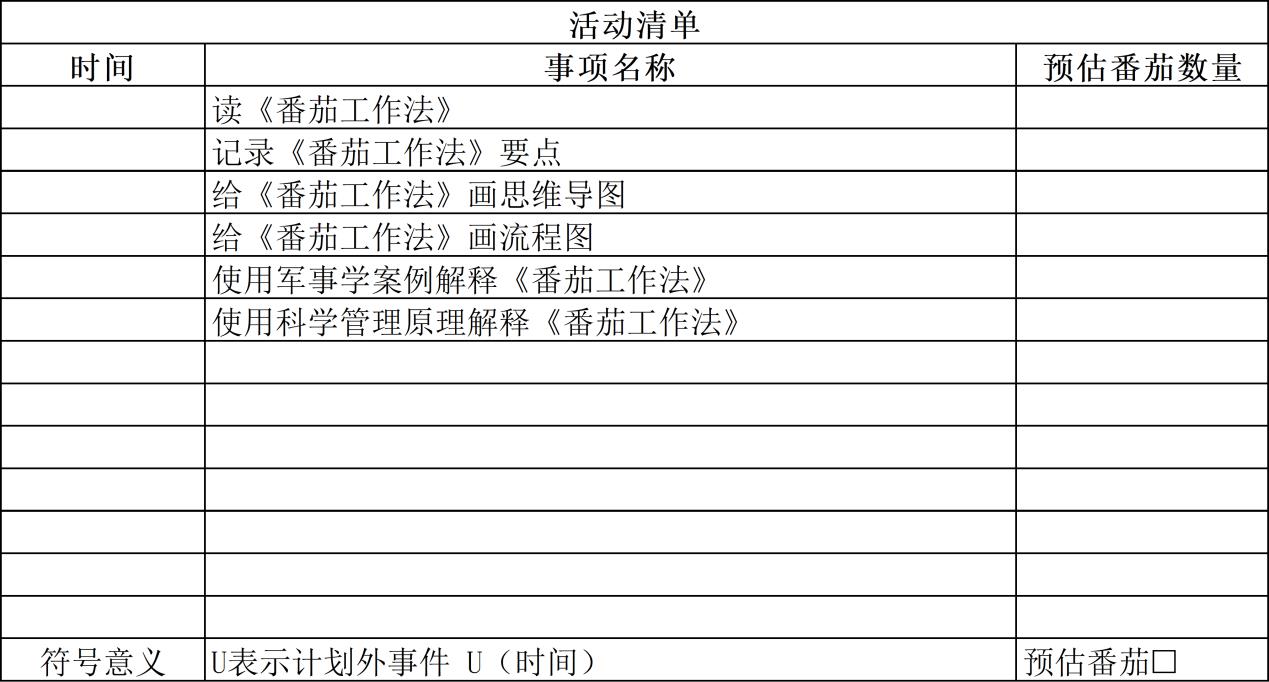 活动清单
时间 事项名称 预估番茄数量
读《番茄工作法》
记录《番茄工作法》要点
给《番茄工作法》画思维导图
给《番茄工作法》画流程图
使用军事学案例解释《番茄工作法》
使用科学管理原理解释《番茄工作法》
符号意义 U表示计划外事件 U（时间） 预估番茄□